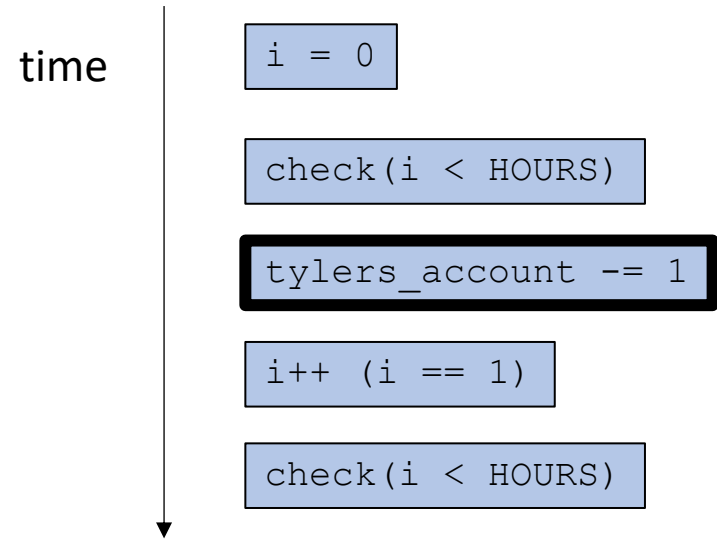 time
i = 0
check(i < HOURS)
tylers_account -= 1
i++ (i == 1)
check(i < HOURS)